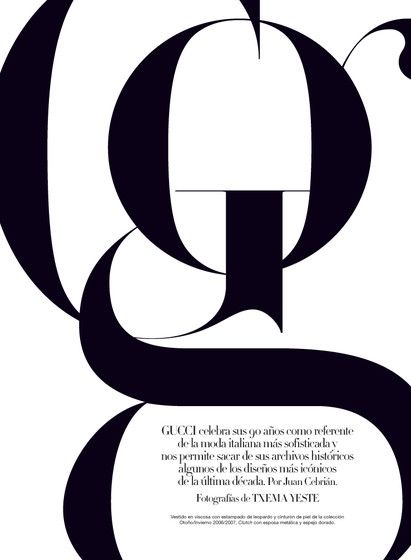 GUCCI celebra sus 90 años como referente
de la moda italiana más sofisticada y
nos permite sacar de sus archivos históricos
algunos de los diseños más icónicos
de la última década. Por Juan Cebrián.
Fotografías de TXEMA YESTE
Vestido en viscosa con estampado de leopardo y cinturón de piel de la colección
Otoño/Invierno 2006/2007, Clutch con esposa metálica y espejo dorado.